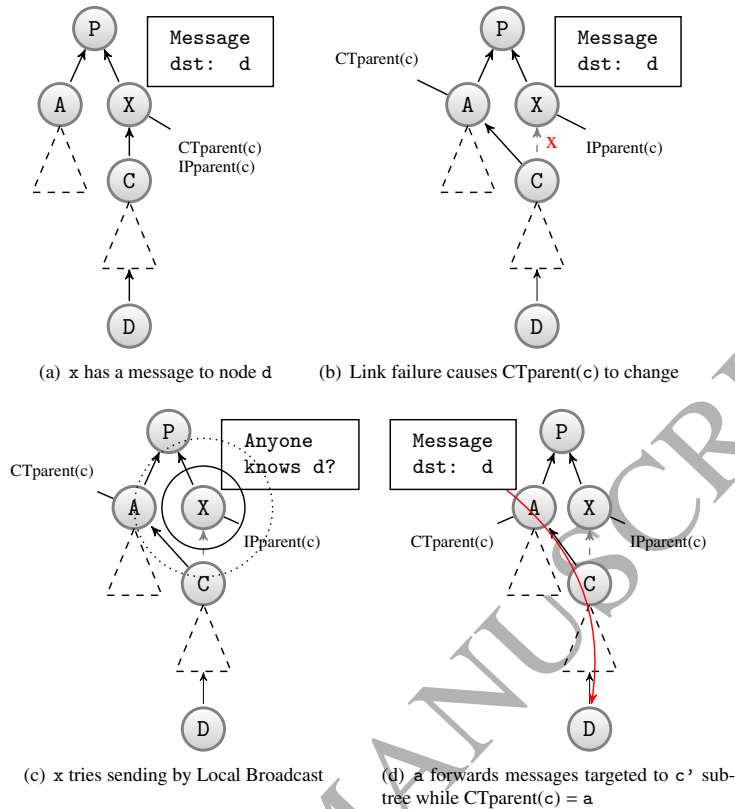 P
Message
dst: d
A
X
CTparent(c)
IPparent(c)
C
D
(a) x has a message to node d
P
Message
dst: d
CTparent(c)
A
X
X
IPparent(c)
C
D
(b) Link failure causes CTparent(c) to change
P
Anyone
knows d?
CTparent(c)
A
X
IPparent(c)
C
D
(c) x tries sending by Local Broadcast
Message
dst: d
P
A
X
CTparent(c)
IPparent(c)
C
D
(d) a forwards messages targeted to c' sub-
tree while CTparent(c) = a
MANUSCR